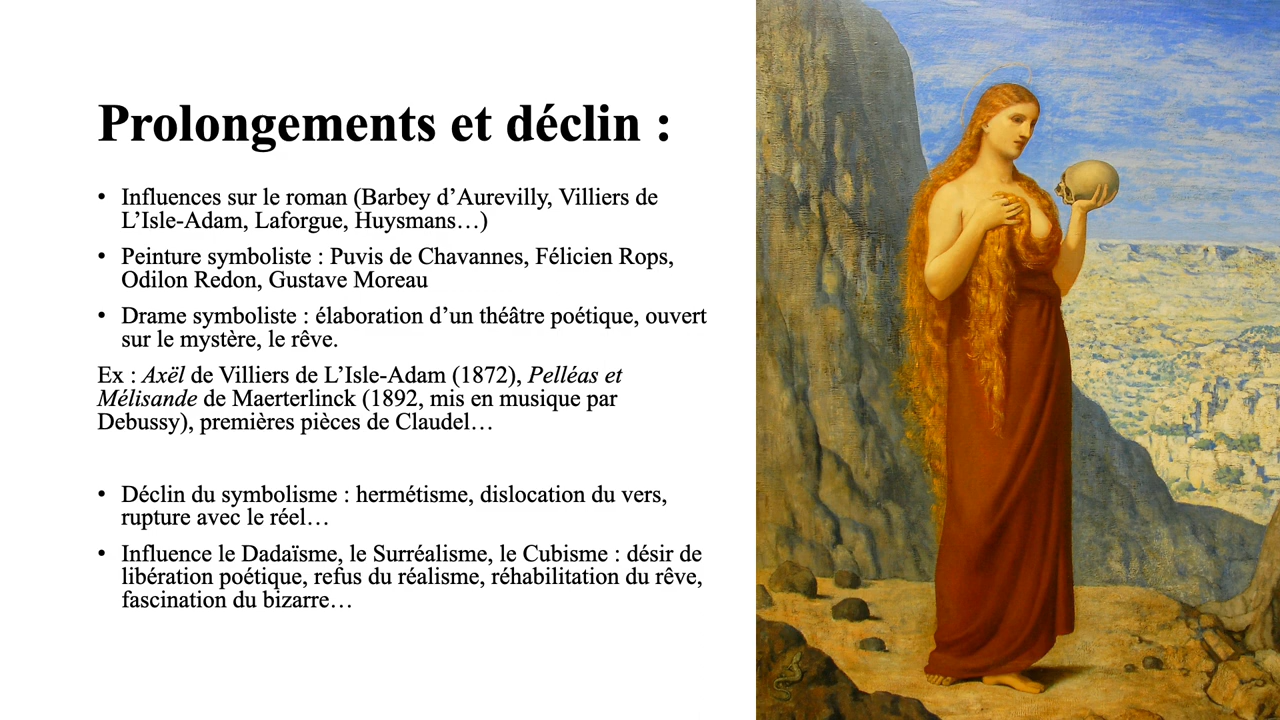 Prolongements et déclin :
• Influences sur le roman (Barbey d’Aurevilly, Villiers de
L’Isle-Adam, Laforgue, Huysmans…)
• Peinture symboliste : Puvis de Chavannes, Félicien Rops,
Odilon Redon, Gustave Moreau
• Drame symboliste : élaboration d’un théâtre poétique, ouvert
sur le mystère, le rêve.
Ex : Axël de Villiers de L’Isle-Adam (1872), Pelléas et
Mélisande de Maerterlinck (1892, mis en musique par
Debussy), premières pièces de Claudel…
• Déclin du symbolisme : hermétisme, dislocation du vers,
rupture avec le réel…
• Influence le Dadaïsme, le Surréalisme, le Cubisme : désir de
libération poétique, refus du réalisme, réhabilitation du rêve,
fascination du bizarre…